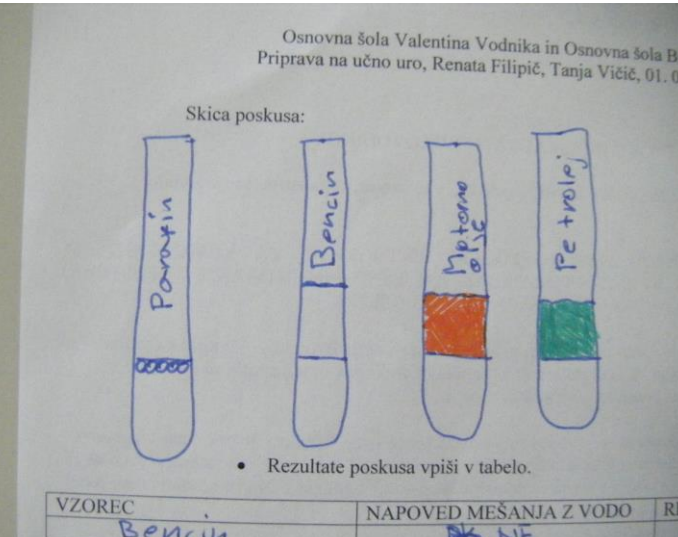 Osnovna šola Valentina Vodnika in Osnovna šola B
Priprava na učno uro, Renata Filipič, Tanja Vičič, 01. 0
Skica poskusa:
Parafin
Bencin
Motorno
olje
Petrolej
• Rezultate poskusa vpiši v tabelo.
VZOREC
NAPOVED MEŠANJA Z VODO
R
Bencin
NE